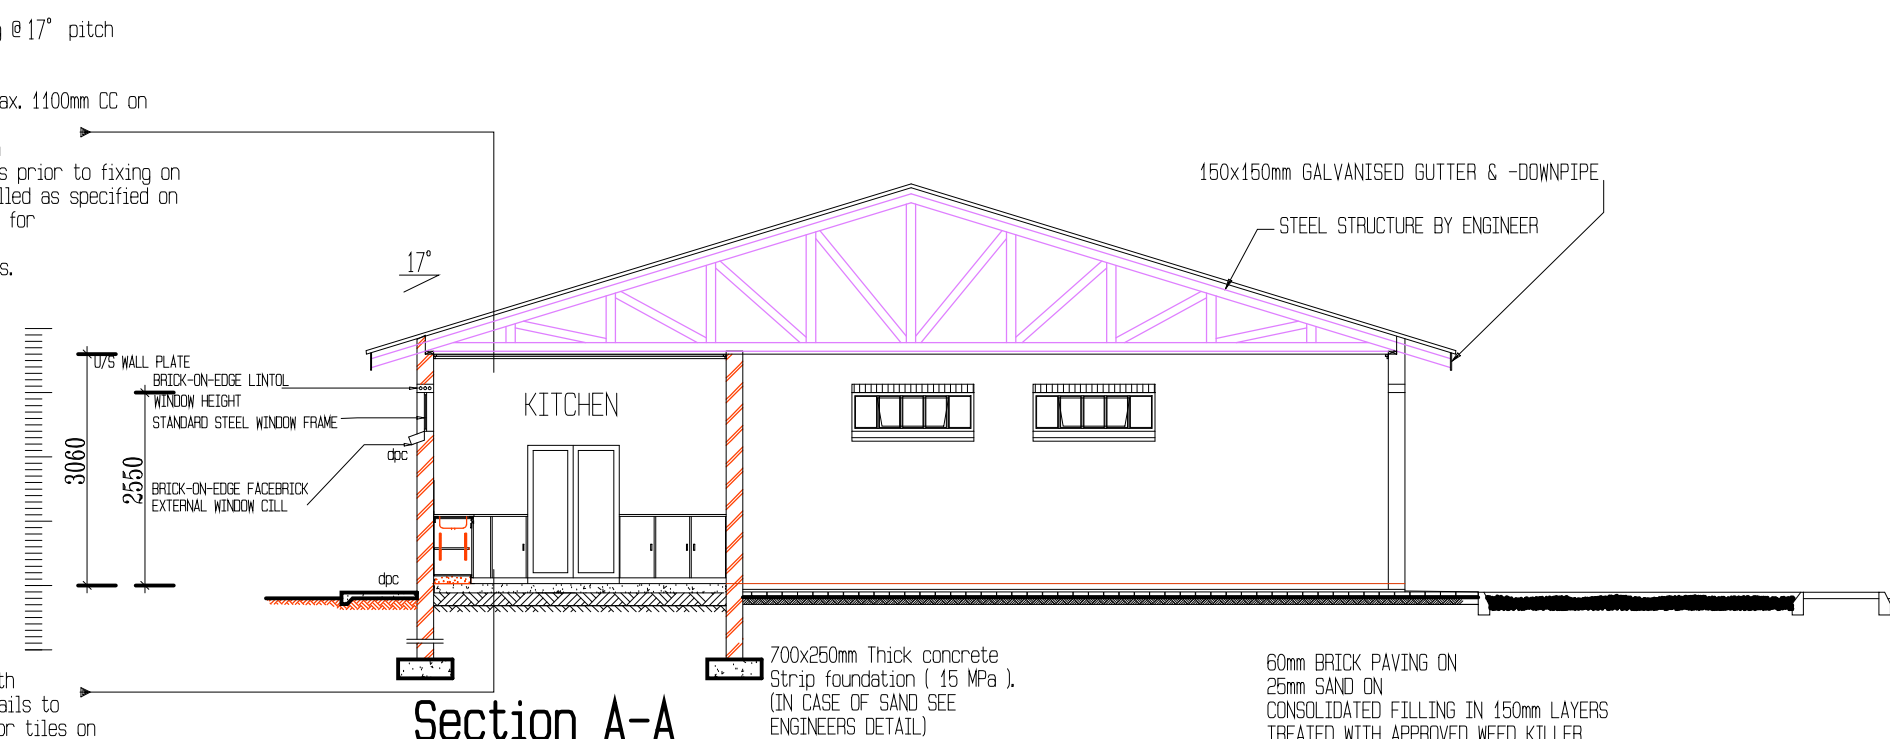 @ 17° pitch
ax. 1100mm CC on
s prior to fixing on
lled as specified on
for
s.
17°
150x150mm GALVANISED GUTTER & -DOWNPIPE
STEEL STRUCTURE BY ENGINEER
U/S WALL PLATE
BRICK-ON-EDGE LINTOL
WINDOW HEIGHT
STANDARD STEEL WINDOW FRAME
dpc
3060
2550
BRICK-ON-EDGE FACEBRICK
EXTERNAL WINDOW CILL
dpc
KITCHEN
th
ails to
or tiles on
Section A-A
700x250mm Thick concrete
Strip foundation ( 15 MPa ).
(IN CASE OF SAND SEE
ENGINEERS DETAIL)
60mm BRICK PAVING ON
25mm SAND ON
CONSOLIDATED FILLING IN 150mm LAYERS
TREATED WITH APPROVED WEED KILLER